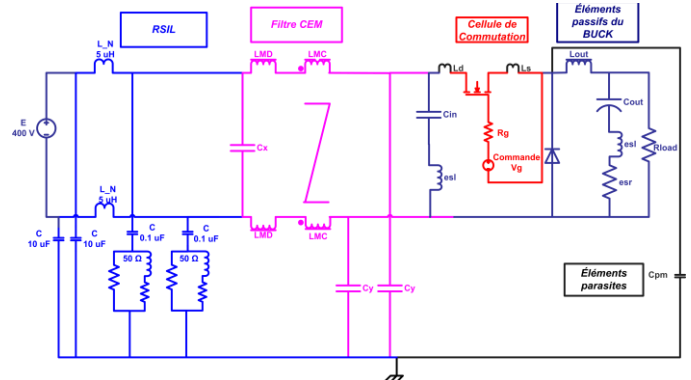 RSIL
Filtre CEM
Cellule de
Commutation
Éléments
passifs du
BUCK
L_N
5 uH
LMD
LMC
Ld
Ls
Lout
E
400 V
Cx
Cin
Rg
Commande
Vg
esl
Cout
esl
esr
Rload
L_N
5 uH
C
10 uF
C
10 uF
C
0.1 uF
C
0.1 uF
50 Ω
50 Ω
LMD
LMC
Cy
Cy
Éléments
parasites
Cpm